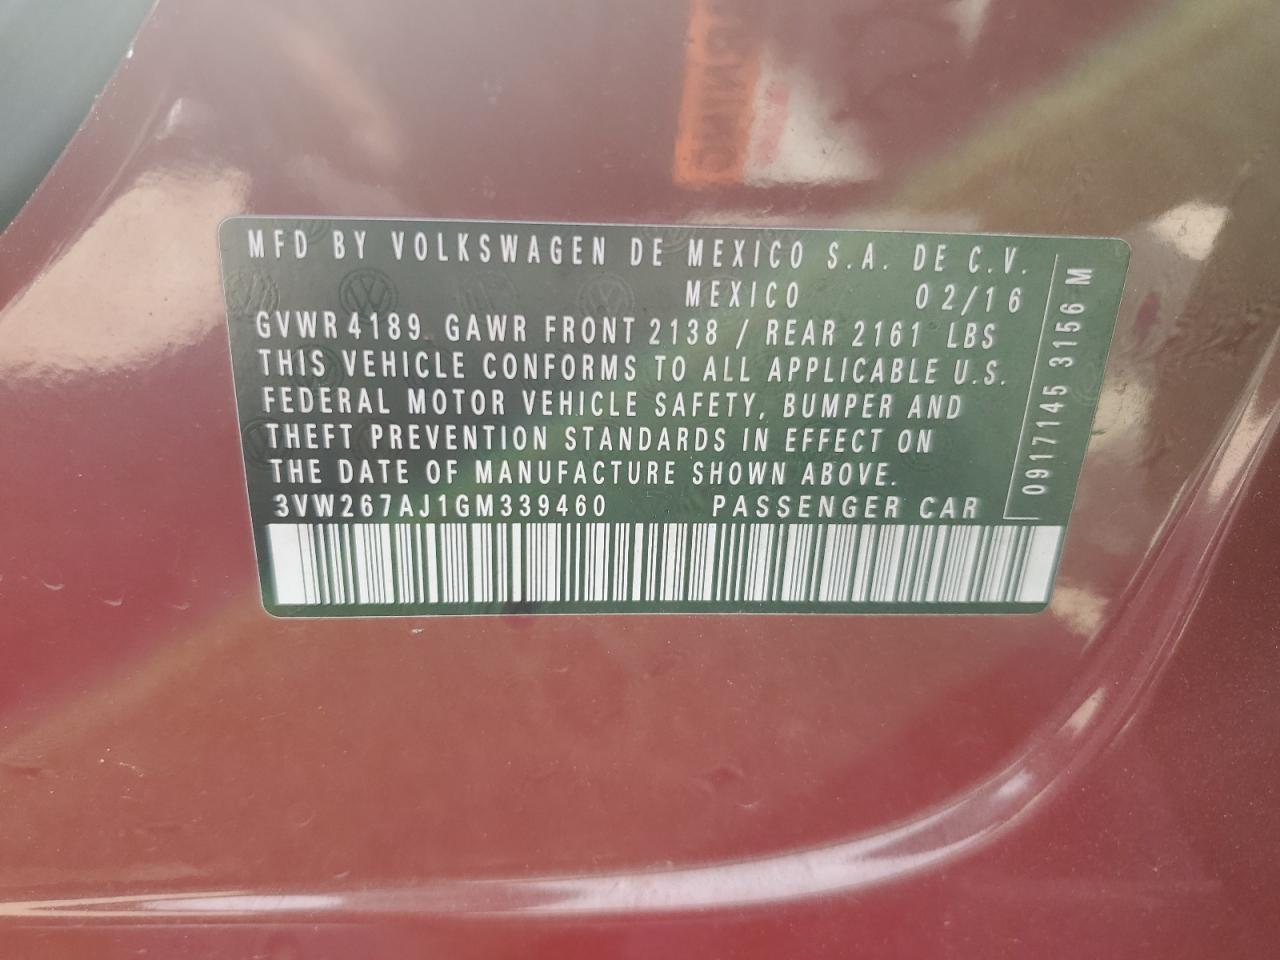 MFD BY VOLKSWAGEN DE MEXICO S.A. DE C.V.
MEXICO 02/16
GVWR 4189 GAWR FRONT 2138 / REAR 2161 LBS
THIS VEHICLE CONFORMS TO ALL APPLICABLE U.S.
FEDERAL MOTOR VEHICLE SAFETY, BUMPER AND
THEFT PREVENTION STANDARDS IN EFFECT ON
THE DATE OF MANUFACTURE SHOWN ABOVE.
3VW267AJ1GM339460 PASSENGER CAR
0917145 3156 M